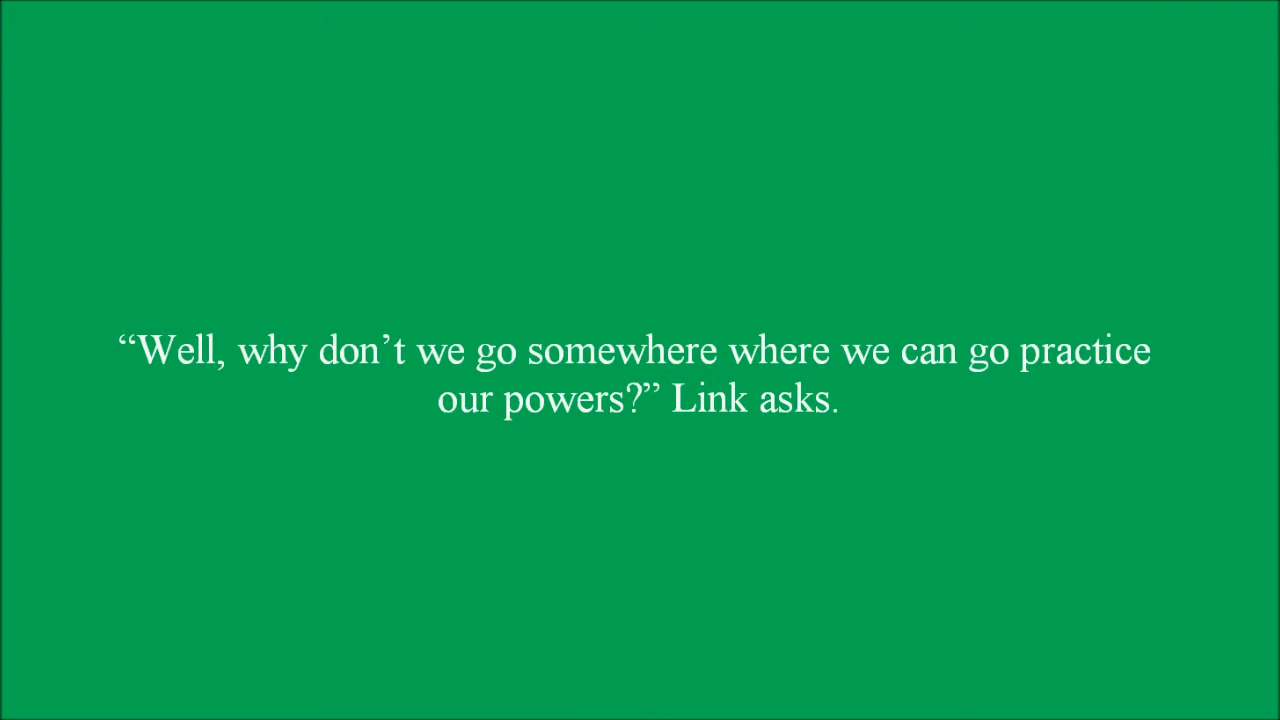 “Well, why don’t we go somewhere where we can go practice
our powers?” Link asks.